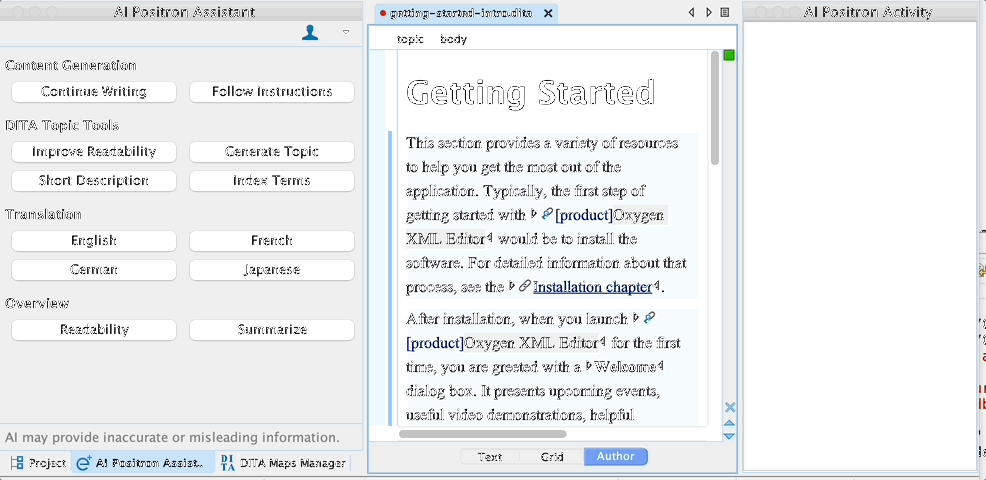 AI Positron Assistant
Content Generation
Continue Writing
Follow Instructions
DITA Topic Tools
Improve Readability
Generate Topic
Short Description
Index Terms
Translation
English
French
German
Japanese
Overview
Readability
Summarize
AI may provide inaccurate or misleading information.
Project
AI Positron Assist..
DITA
DITA Maps Manager
getting-started-intro.dita
topic body
Getting Started
This section provides a variety of resources
to help you get the most out of the
application. Typically, the first step of
getting started with [product]Oxygen
XML Editor would be to install the
software. For detailed information about that
process, see the Installation chapter.
After installation, when you launch
[product]Oxygen XML Editor for the first
time, you are greeted with a Welcome
dialog box. It presents upcoming events,
useful video demonstrations, helpful
Text
Grid
Author
AI Positron Activity